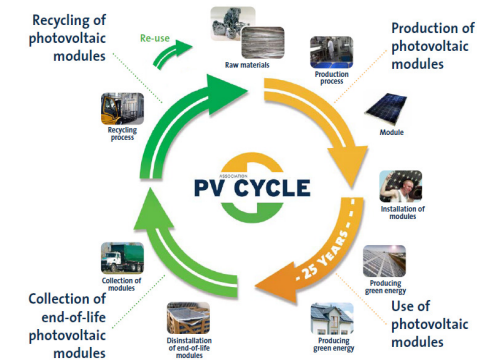 Recycling of
photovoltaic
modules
Re-use
Raw materials
Production
process
Production of
photovoltaic
modules
Module
Recycling
process
ASSOCIATION
PV CYCLE
Installation of
modules
25 YEARS
Producing
green energy
Collection of
modules
Collection of
end-of-life
photovoltaic
modules
Disinstallation
of end-of-life
modules
Producing
green energy
Use of
photovoltaic
modules